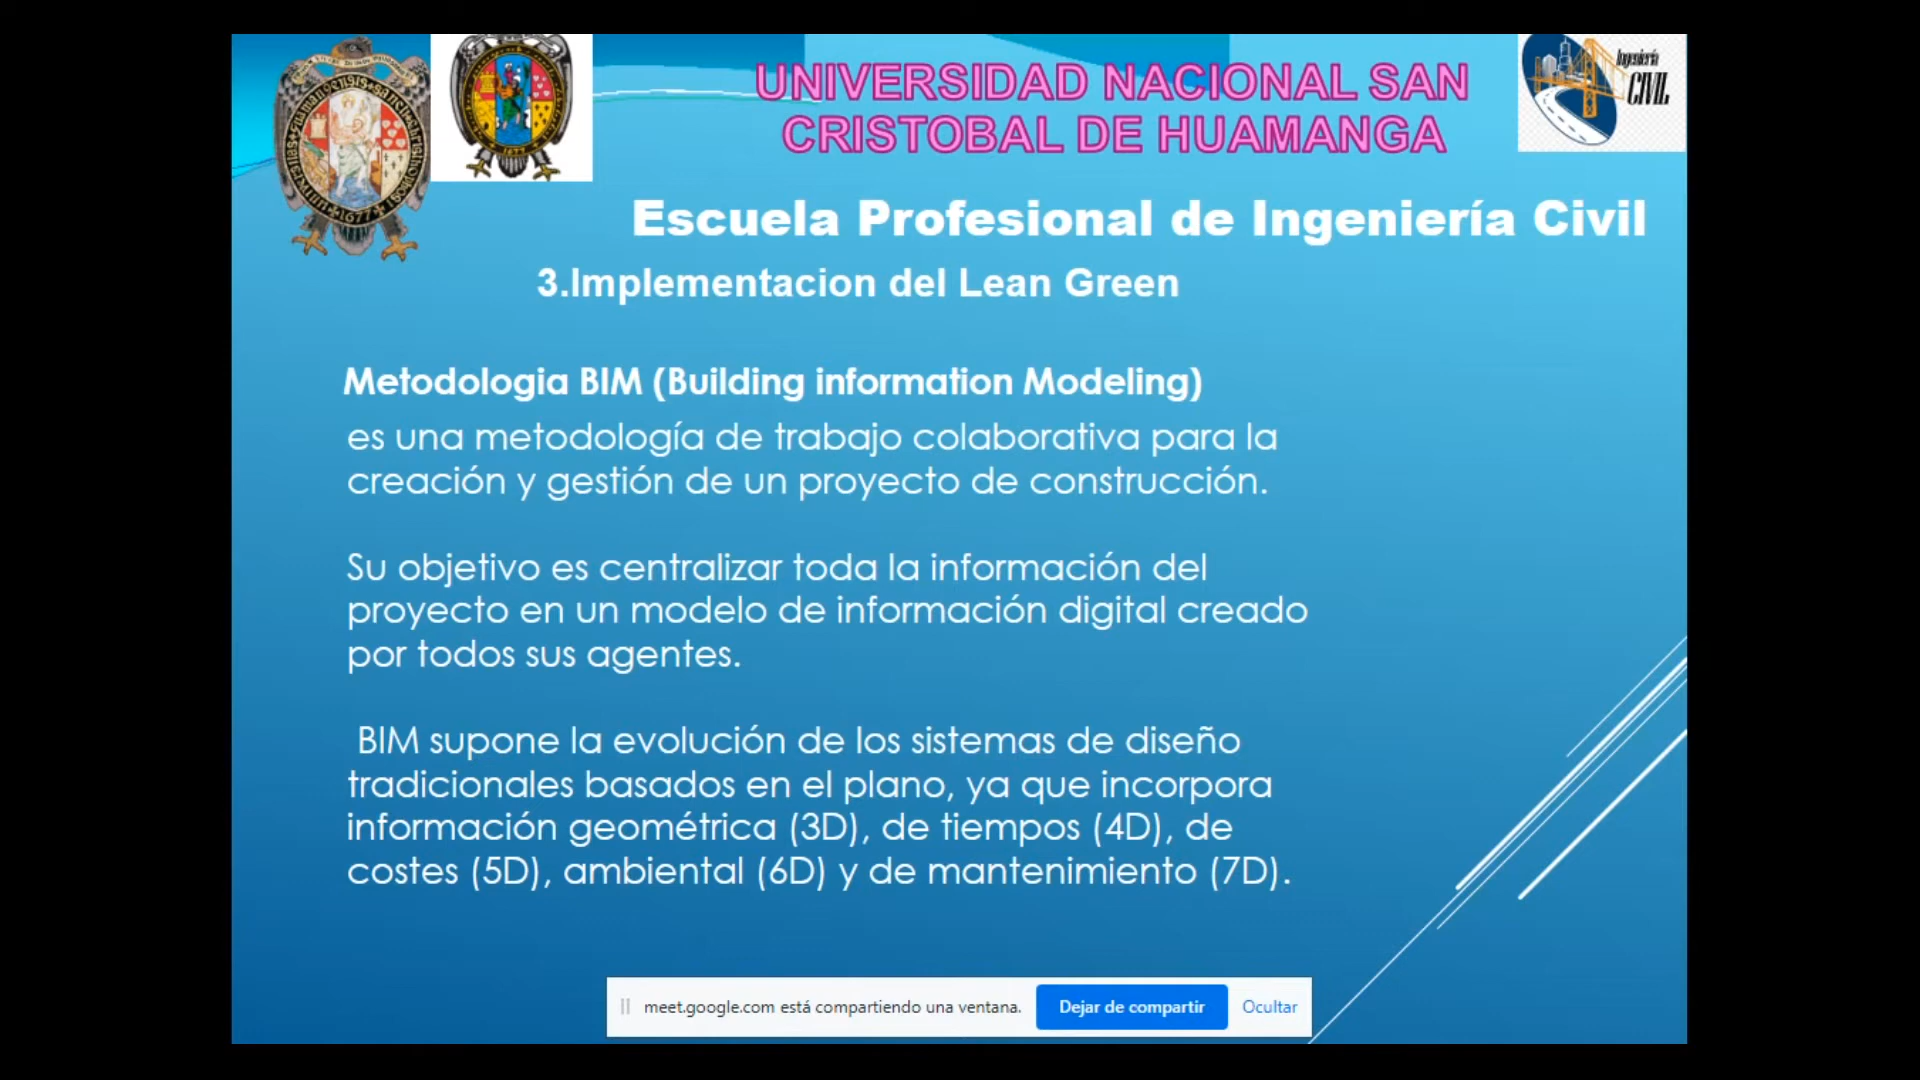 UNIVERSIDAD NACIONAL SAN
CRISTOBAL DE HUAMANGA
Ingeniería
CIVIL
Escuela Profesional de Ingeniería Civil
3.Implementacion del Lean Green
Metodologia BIM (Building information Modeling)
es una metodología de trabajo colaborativa para la
creación y gestión de un proyecto de construcción.
Su objetivo es centralizar toda la información del
proyecto en un modelo de información digital creado
por todos sus agentes.
BIM supone la evolución de los sistemas de diseño
tradicionales basados en el plano, ya que incorpora
información geométrica (3D), de tiempos (4D), de
costes (5D), ambiental (6D) y de mantenimiento (7D).
meet.google.com está compartiendo una ventana.
Dejar de compartir
Ocultar
1677
1677